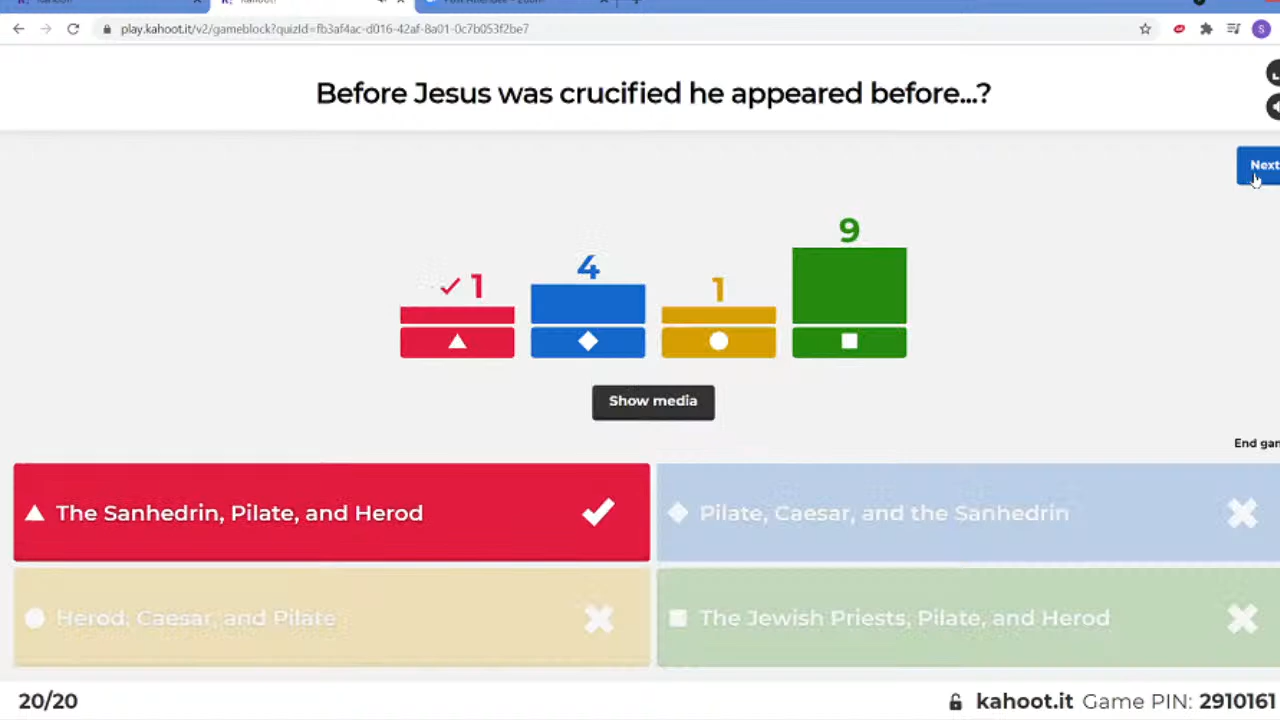 play.kahoot.it/v2/gameblock?quizId=fb3af4ac-d016-42af-8a01-0c7b053f2be7
S
Before Jesus was crucified he appeared before...?
Next
1
4
1
9
Show media
End gam
The Sanhedrin, Pilate, and Herod
Pilate, Caesar, and the Sanhedrin
Herod, Caesar, and Pilate
The Jewish Priests, Pilate, and Herod
20/20
kahoot.it Game PIN: 2910161